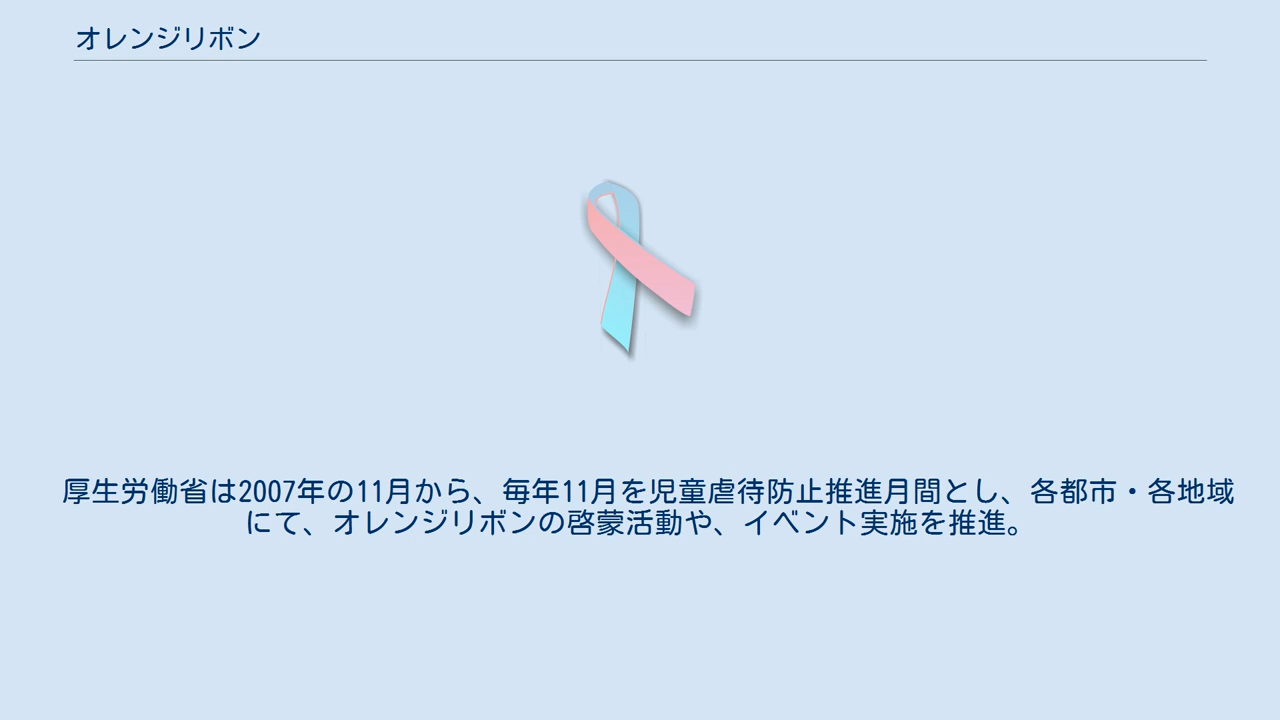 オレンジリボン
厚生労働省は2007年の11月から、毎年11月を児童虐待防止推進月間とし、各都市・各地域
にて、オレンジリボンの啓蒙活動や、イベント実施を推進。